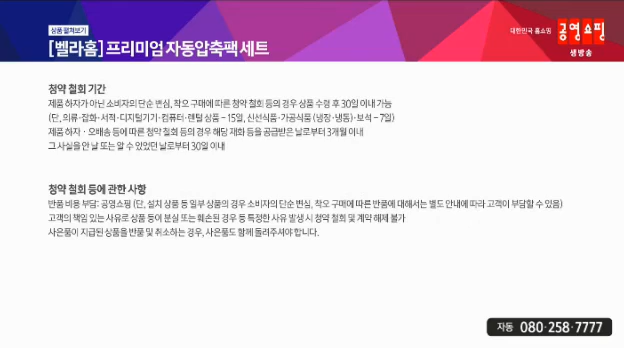 상품 펼쳐보기
[벨라홈] 프리미엄 자동압축팩 세트
대한민국 홈쇼핑
공영쇼핑
생방송
청약 철회 기간
제품 하자가 아닌 소비자의 단순 변심, 착오 구매에 따른 청약 철회 등의 경우 상품 수령 후 30일 이내 가능
(단, 의류·잡화·서적·디지털기기·컴퓨터·렌털 상품 - 15일, 신선식품·가공식품 (냉장·냉동)·보석 - 7일)
제품 하자 · 오배송 등에 따른 청약 철회 등의 경우 해당 재화 등을 공급받은 날로부터 3개월 이내
그 사실을 안 날 또는 알 수 있었던 날로부터 30일 이내
청약 철회 등에 관한 사항
반품 비용 부담: 공영쇼핑 (단, 설치 상품 등 일부 상품의 경우 소비자의 단순 변심, 착오 구매에 따른 반품에 대해서는 별도 안내에 따라 고객이 부담할 수 있음)
고객의 책임 있는 사유로 상품 등이 분실 또는 훼손된 경우 등 특정한 사유 발생 시 청약 철회 및 계약 해제 불가
사은품이 지급된 상품을 반품 및 취소하는 경우, 사은품도 함께 돌려주셔야 합니다.
자동 080·258·7777